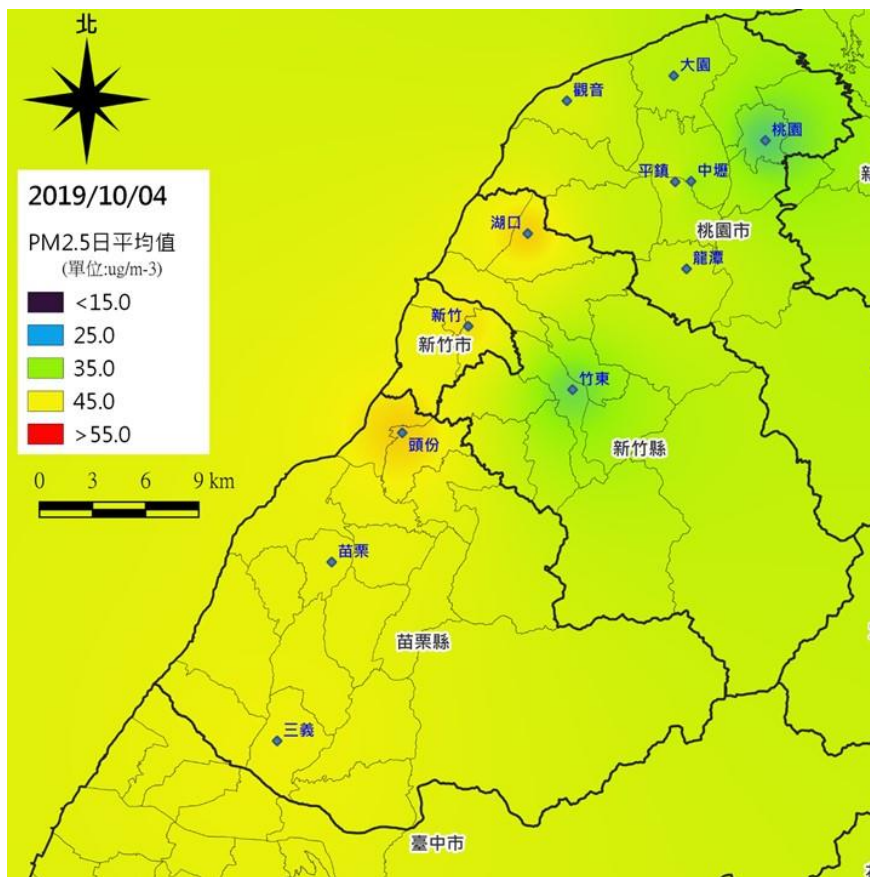 北
2019/10/04
PM2.5日平均值
(單位:ug/m-3)
<15.0
25.0
35.0
45.0
>55.0
0 3 6 9 km
大園
觀音
桃園
平鎮
中壢
新
桃園市
湖口
龍潭
新竹
新竹市
竹東
頭份
新竹縣
苗栗
苗栗縣
三義
臺中市